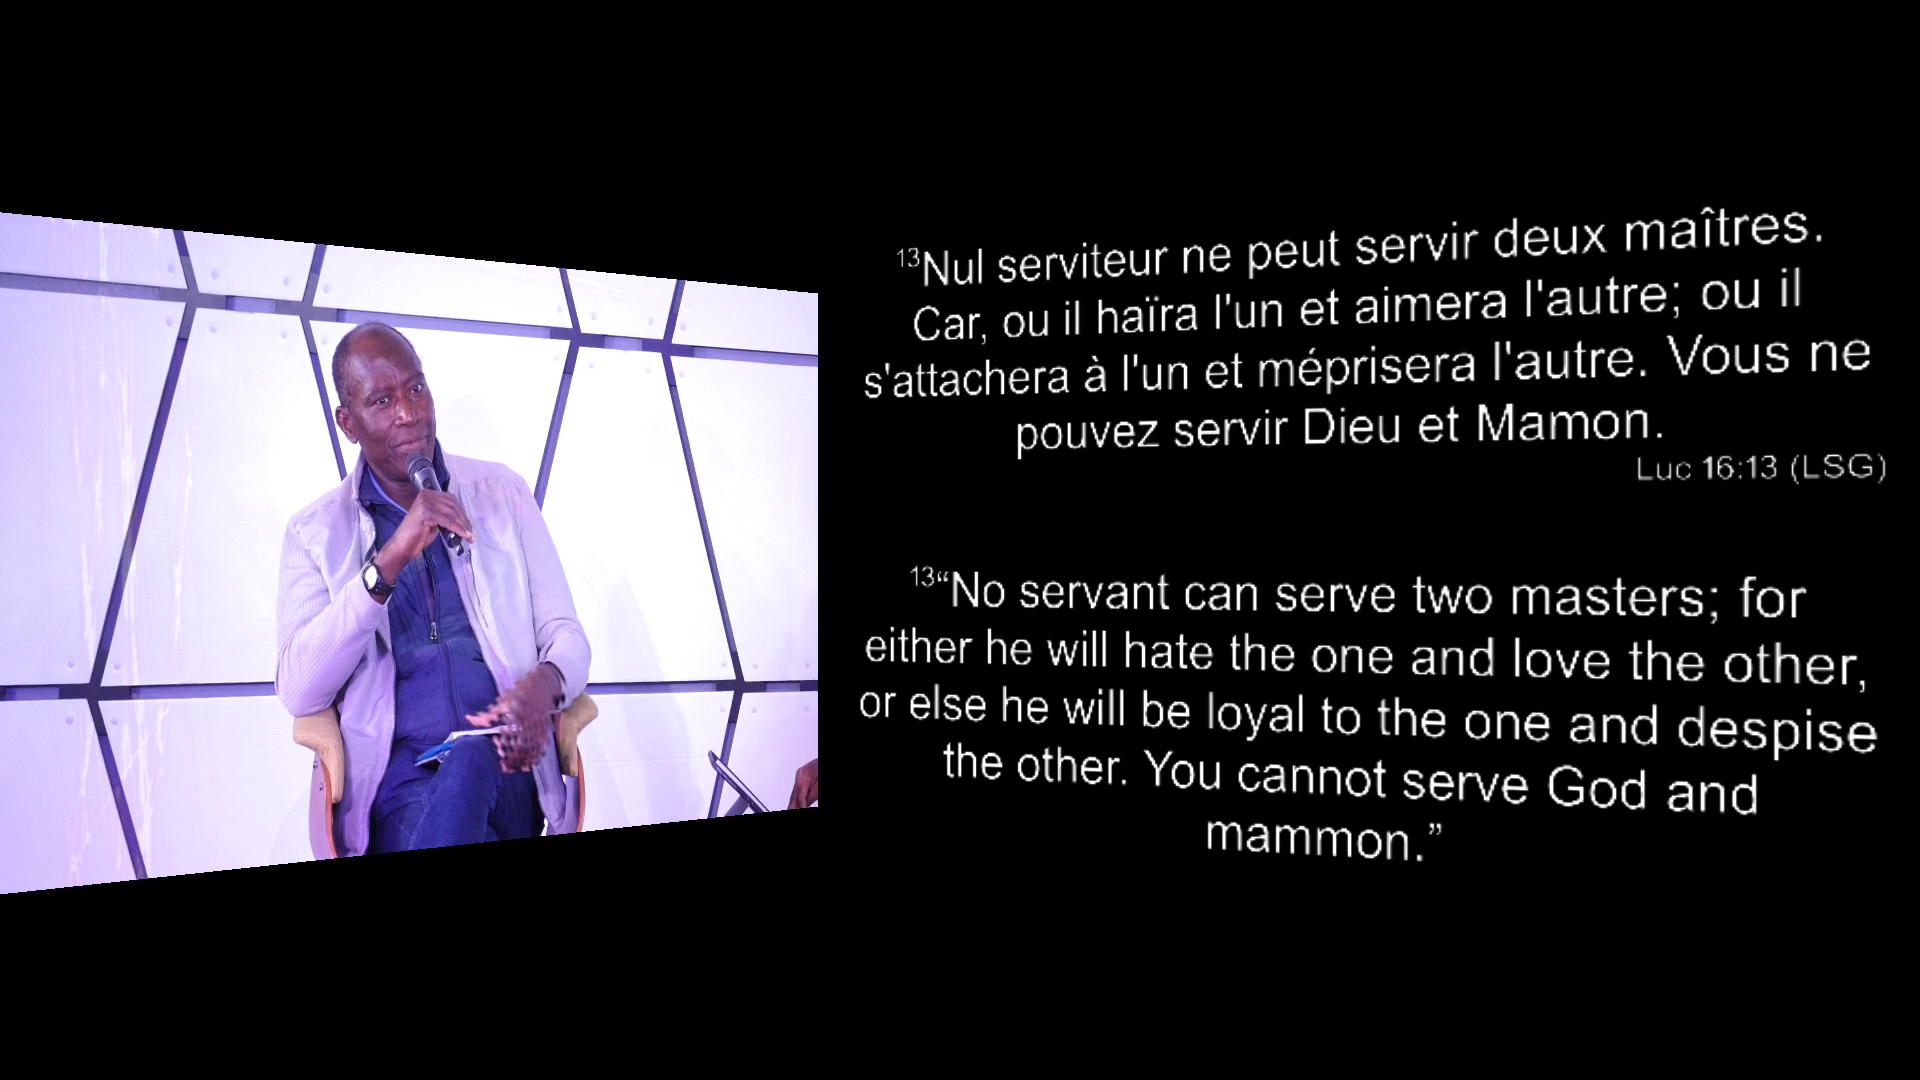 13Nul serviteur ne peut servir deux maîtres.
Car, ou il haïra l'un et aimera l'autre; ou il
s'attachera à l'un et méprisera l'autre. Vous ne
pouvez servir Dieu et Mamon.
Luc 16:13 (LSG)
13“No servant can serve two masters; for
either he will hate the one and love the other,
or else he will be loyal to the one and despise
the other. You cannot serve God and
mammon.”